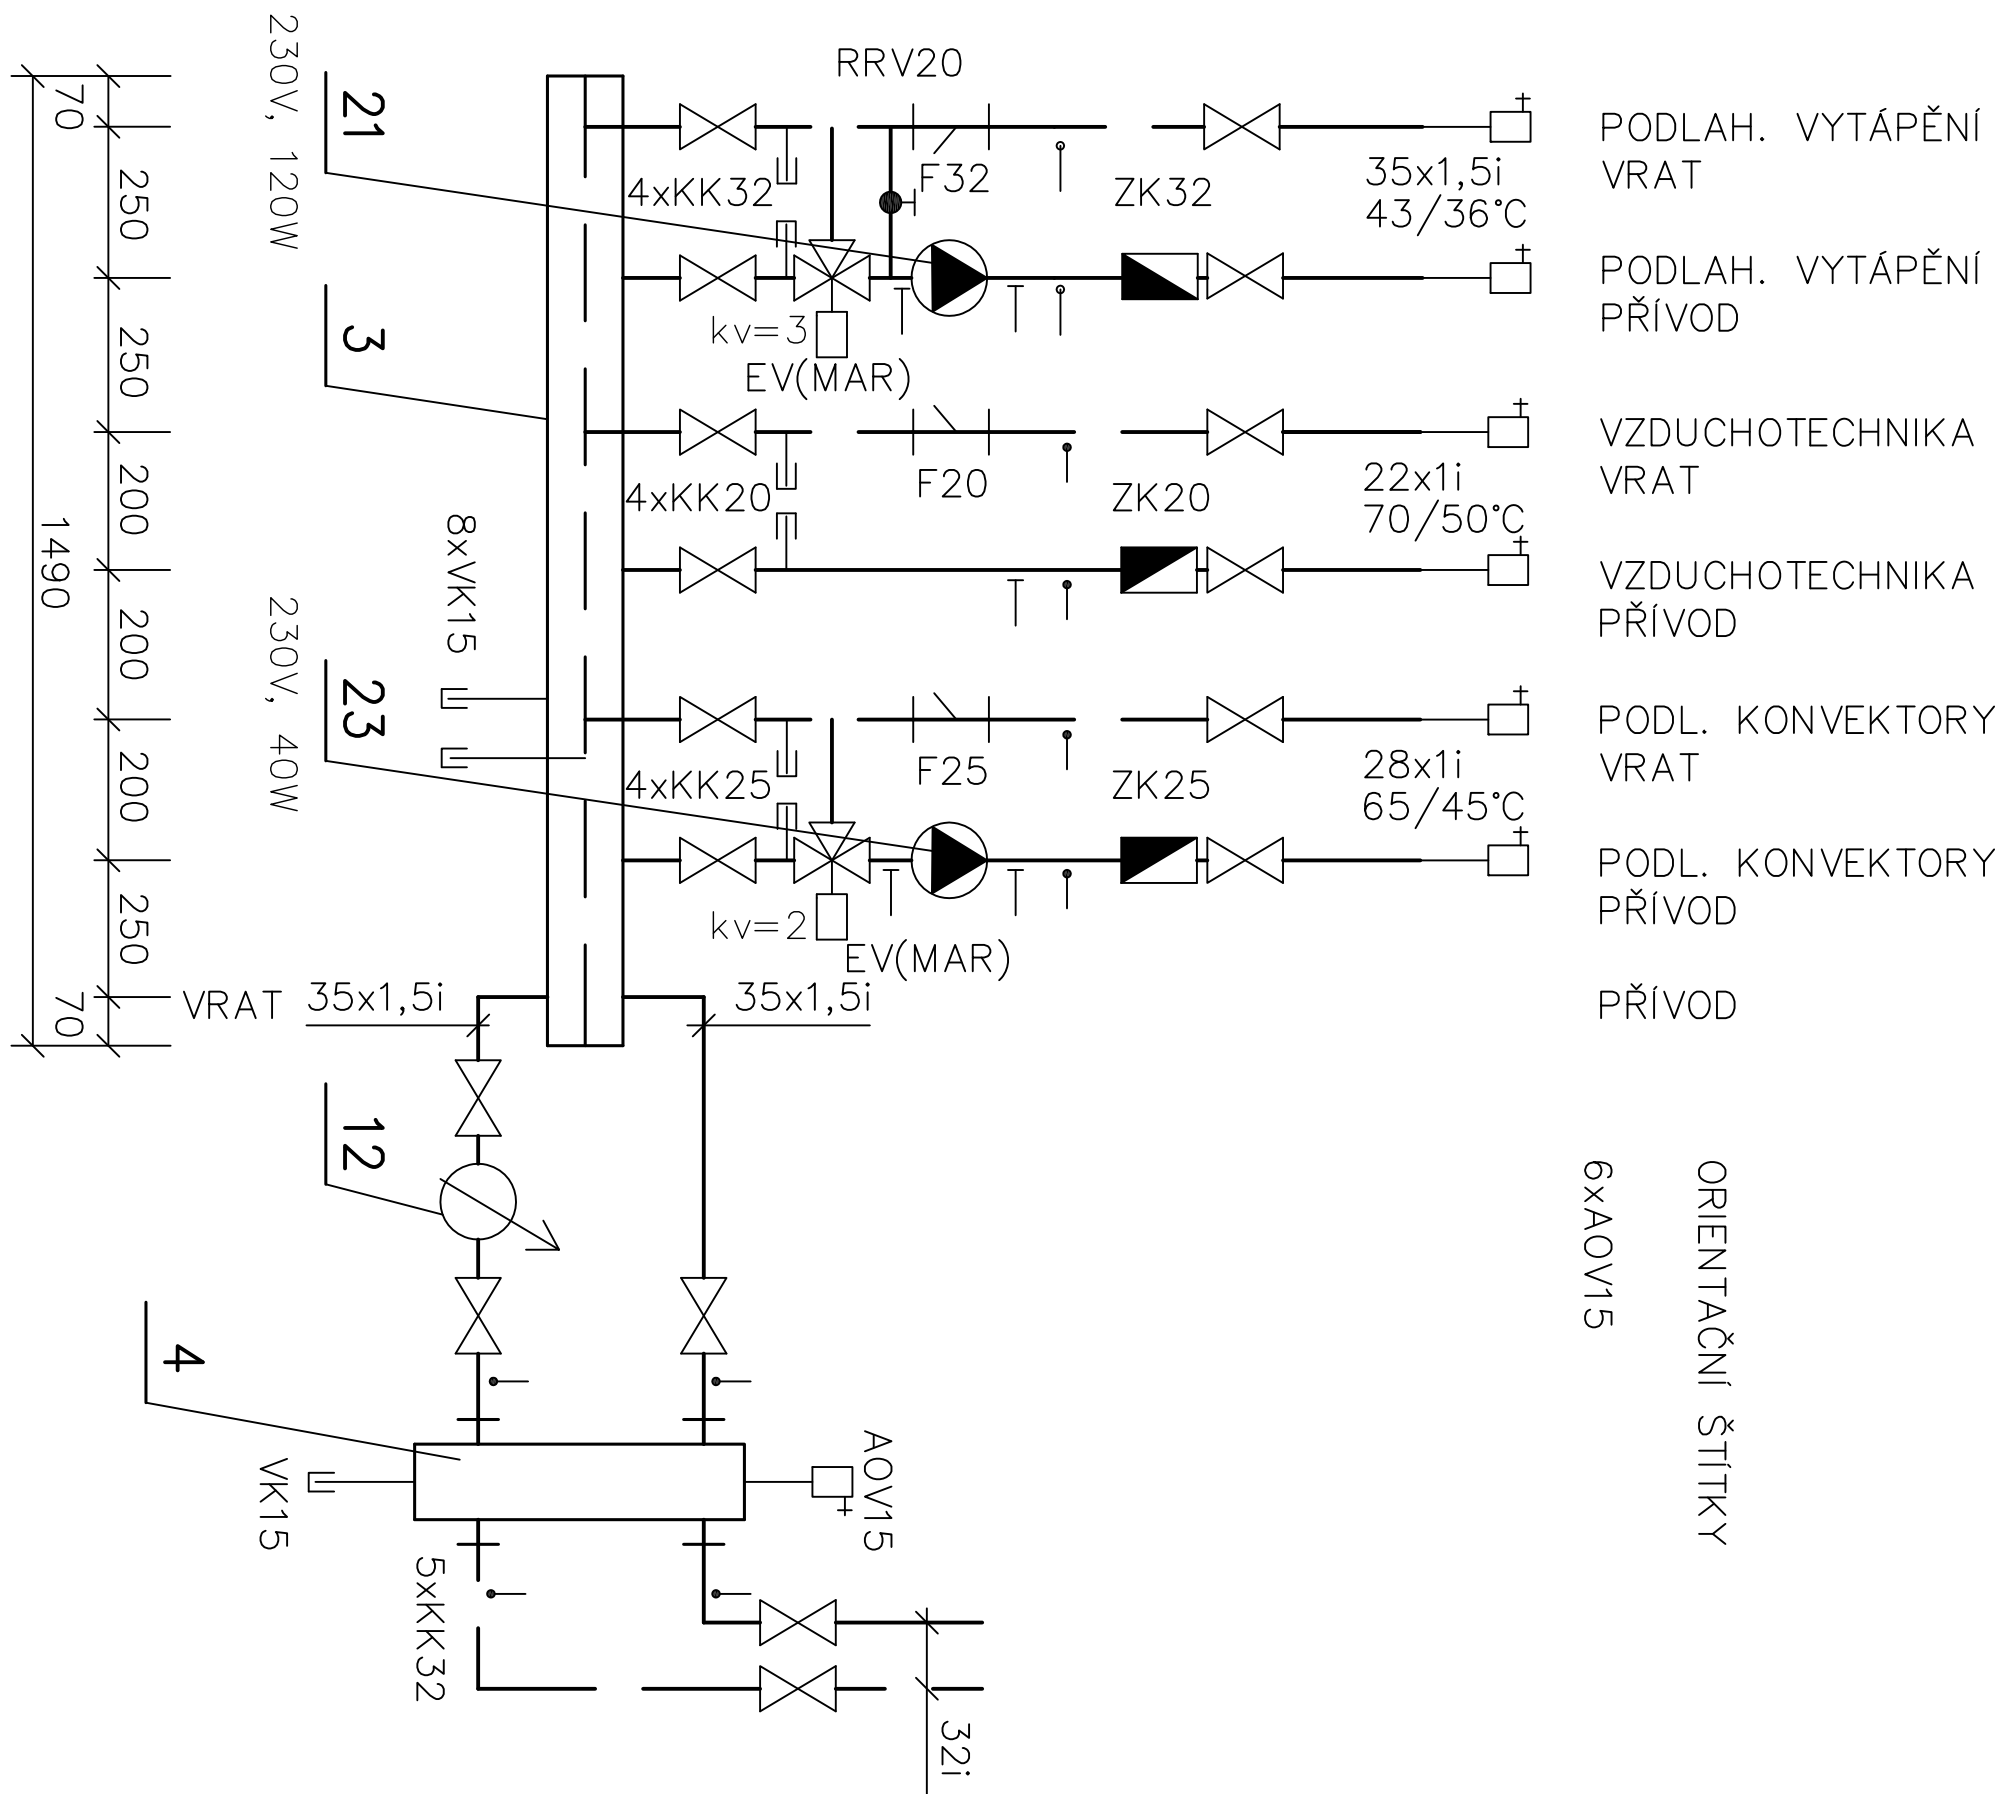 RRV20
PODLAH. VYTÁPĚNÍ
VRAT
35x1,5i
43/36°C
4xKK32
F32
ZK32
PODLAH. VYTÁPĚNÍ
PŘÍVOD
kv=3
EV(MAR)
VZDUCHOTECHNIKA
VRAT
22x1i
70/50°C
4xKK20
F20
ZK20
VZDUCHOTECHNIKA
PŘÍVOD
PODL. KONVEKTORY
VRAT
28x1i
65/45°C
4xKK25
F25
ZK25
PODL. KONVEKTORY
PŘÍVOD
kv=2
EV(MAR)
VRAT
35x1,5i
35x1,5i
PŘÍVOD
230V, 120W
21
3
8xVK15
230V, 40W
23
12
4
70
250
250
200
200
200
250
70
1490
VK15
AOV15
5xKK32
32i
6xAOV15
ORIENTAČNÍ ŠTÍTKY